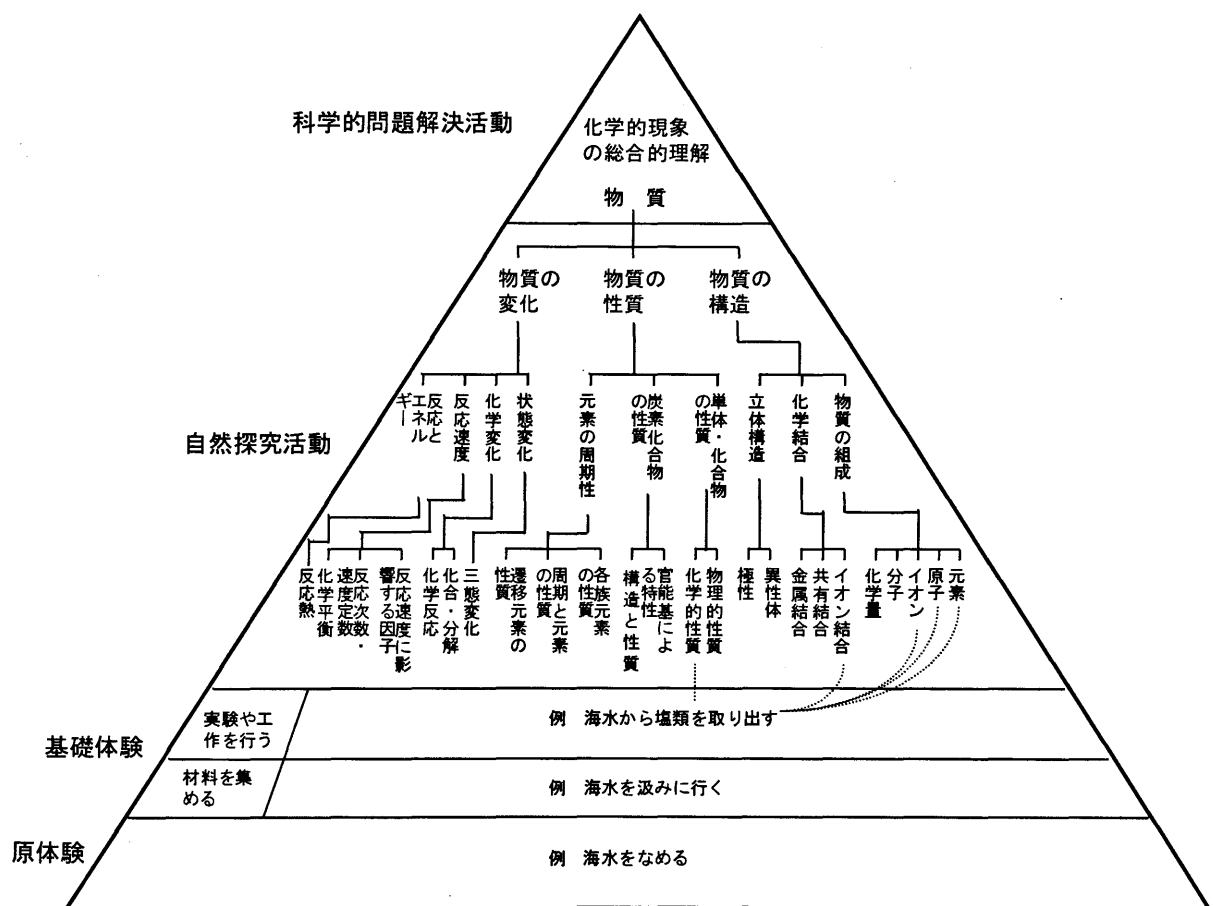 科学的問題解決活動
化学的現象
の総合的理解
物　質
物質の
変化
物質の
性質
物質の
構造
自然探究活動
反応と
エネル
ギー
反応速度
化学変化
状態変化
元素の周期性
炭素化合物
の性質
単体・化合物
の性質
立体構造
化学結合
物質の組成
反応熱
化学平衡
反応次数・
速度定数
反応速度に影
響する因子
化学反応
化合・分解
三態変化
遷移元素の
性質
周期と元素
の性質
各族元素
の性質
構造と性質
官能基によ
る特性
化学的性質
物理的性質
極性
異性体
金属結合
共有結合
イオン結合
化学量
分子
イオン
原子
元素
基礎体験
実験や工
作を行う
例　海水から塩類を取り出す
材料を集
める
例　海水を汲みに行く
原体験
例　海水をなめる